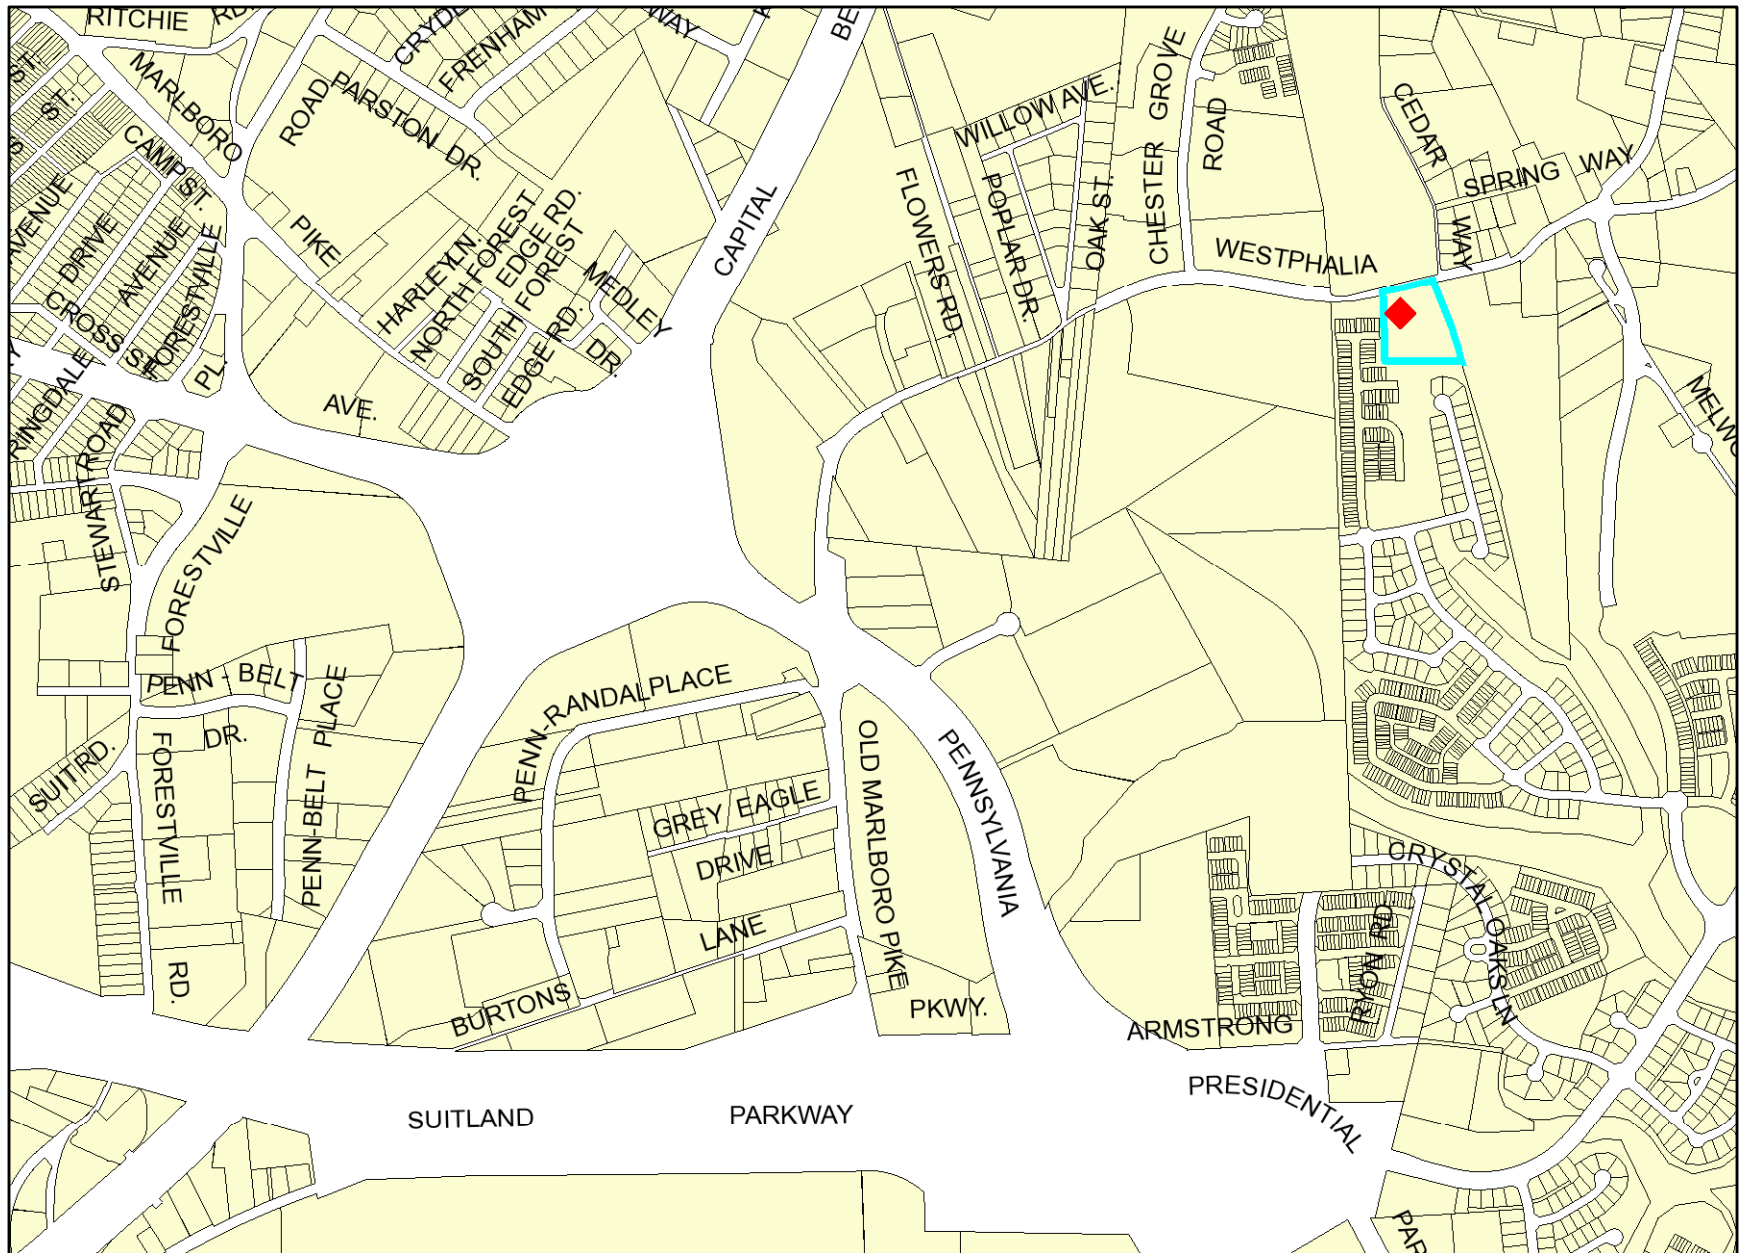 RITCHIE
RD.
CRYDE
FRENHAM
WAY
BE
ST.
ST.
MARLBORO
ROAD
PARSTON DR.
CAMP ST.
AVENUE
DRIVE
AVENUE
FORESTVILLE
CROSS ST.
PL.
PIKE
HARLEY LN.
NORTH FOREST
EDGE RD.
SOUTH FOREST
EDGE RD.
MEDLEY
DR.
CAPITAL
AVE.
WILLOW AVE.
FLOWERS RD.
POPLAR DR.
OAK ST.
CHESTER GROVE
ROAD
CEDAR
WAY
SPRING WAY
WESTPHALIA
MELWO
RINGDALE
STEWART ROAD
FORESTVILLE
PENN - BELT
DR.
PENN-BELT PLACE
SUIT RD.
FORESTVILLE
RD.
PENN-RANDAL PLACE
GREY EAGLE
DRIVE
LANE
BURTONS
OLD MARLBORO PIKE
PENNSYLVANIA
PKWY.
ARMSTRONG
RYON RD
CRYSTAL OAKS LN
PRESIDENTIAL
SUITLAND
PARKWAY
PAR